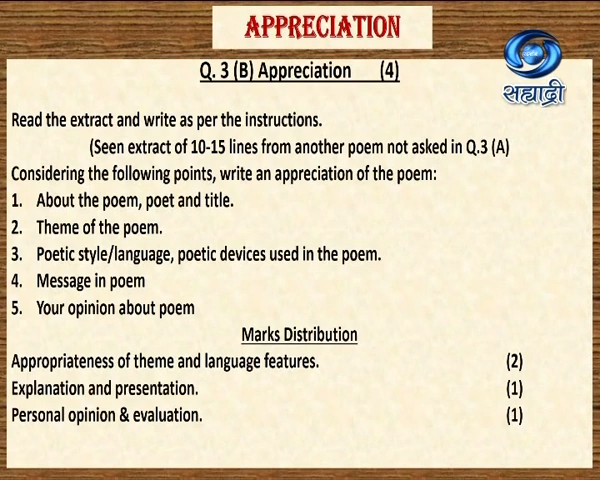 APPRECIATION
Q. 3 (B) Appreciation (4)
सह्याद्री
Read the extract and write as per the instructions.
(Seen extract of 10-15 lines from another poem not asked in Q.3 (A)
Considering the following points, write an appreciation of the poem:
1. About the poem, poet and title.
2. Theme of the poem.
3. Poetic style/language, poetic devices used in the poem.
4. Message in poem
5. Your opinion about poem
Marks Distribution
Appropriateness of theme and language features. (2)
Explanation and presentation. (1)
Personal opinion & evaluation. (1)